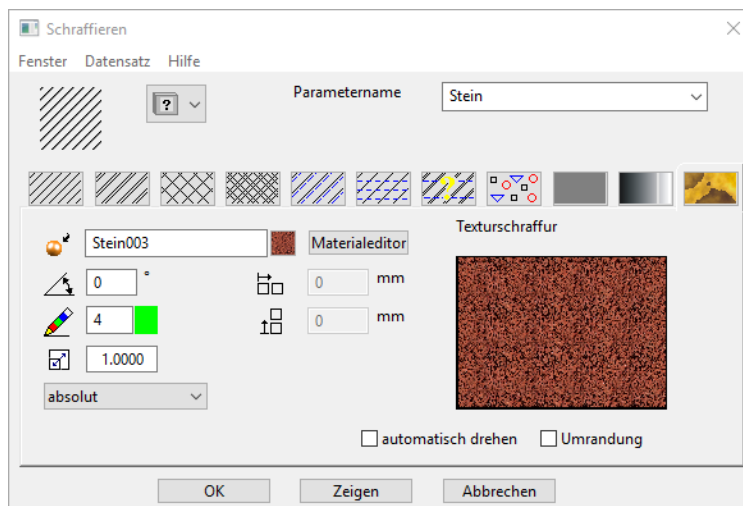 Schraffieren
Fenster Datensatz Hilfe
Parametername Stein
Texturschraffur
Stein003 Materialeditor
0 ° 0 mm
4 0 mm
1.0000
absolut
automatisch drehen Umrandung
OK Zeigen Abbrechen